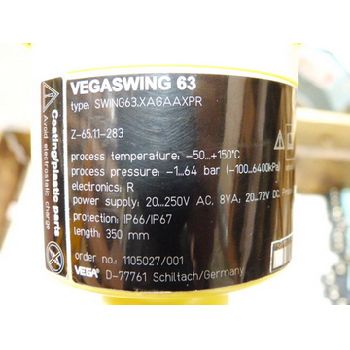 VEGASWING 63
type: SWING63.XAGAAXPR
Z-65.11-283
process temperature: -50...+150°C
process pressure: -1...64 bar (-100...6400kPa)
electronics: R
power supply: 20...250V AC, 8VA; 20...72V DC,
protection: IP66/IP67
length: 350 mm
order no.: 1105027/001
VEGA D-77761 Schiltach/Germany
Coating/plastic parts
Avoid electrostatic charge